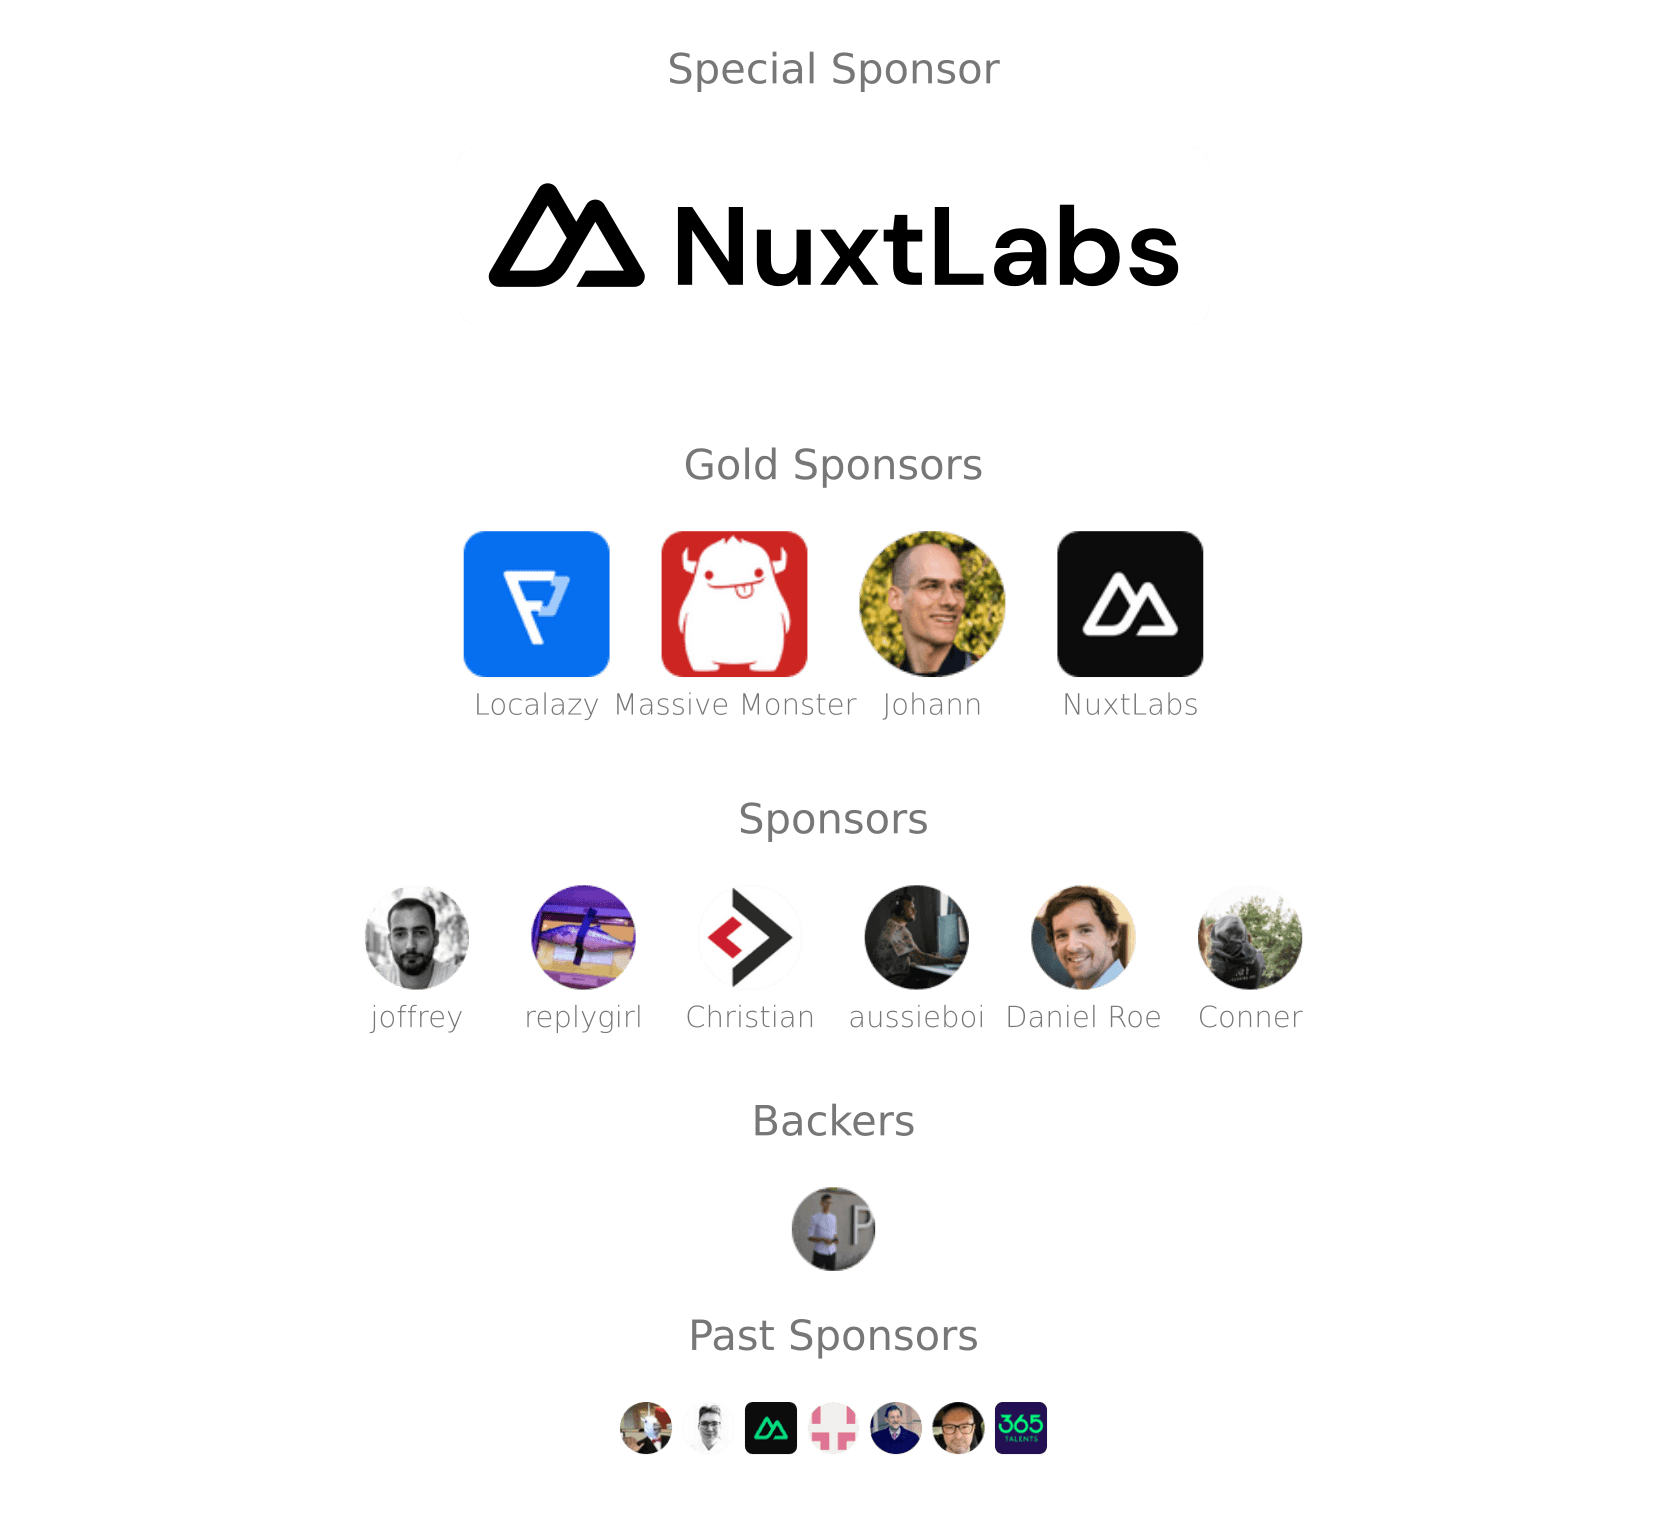 Special Sponsor
NuxtLabs
Gold Sponsors
Localazy Massive Monster Johann NuxtLabs
Sponsors
joffrey replygirl Christian aussieboi Daniel Roe Conner
Backers
P
Past Sponsors
365
TALENTS